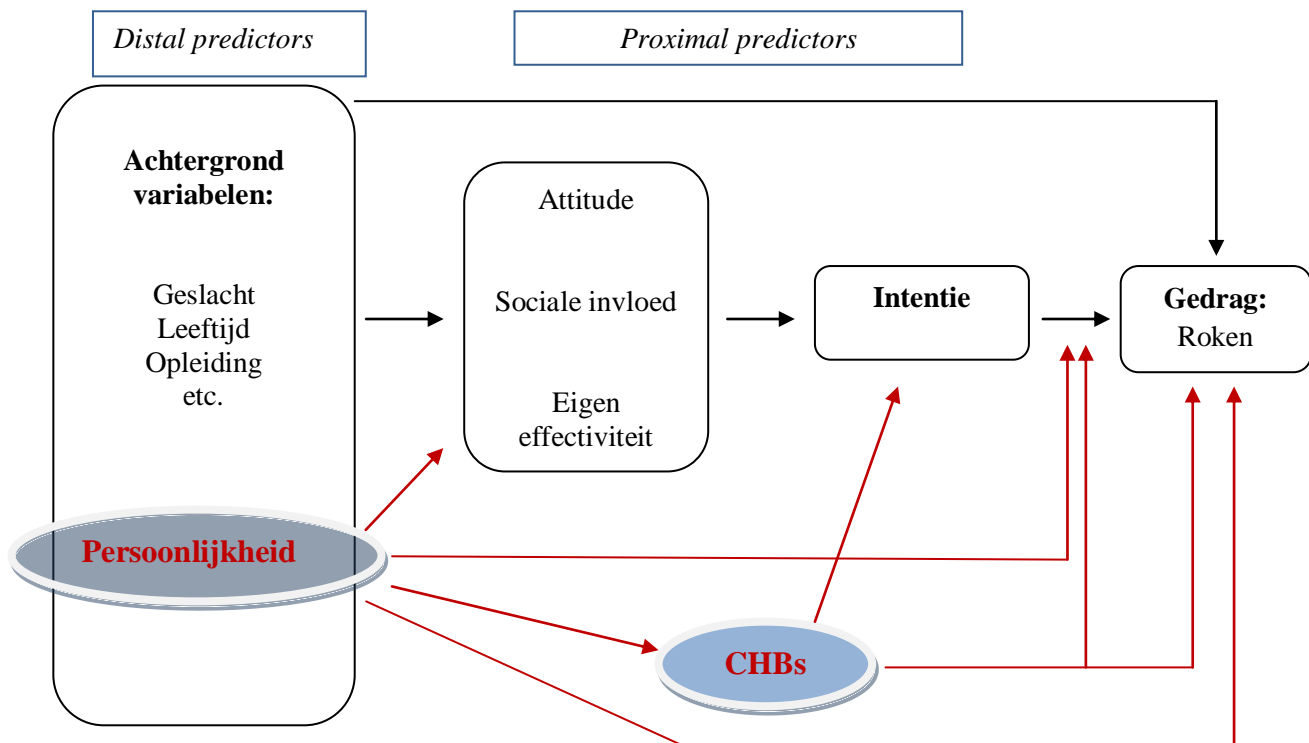 Distal predictors
Proximal predictors
Achtergrond
variabelen:
Geslacht
Leeftijd
Opleiding
etc.
Persoonlijkheid
Attitude
Sociale invloed
Eigen
effectiviteit
Intentie
Gedrag:
Roken
CHBs